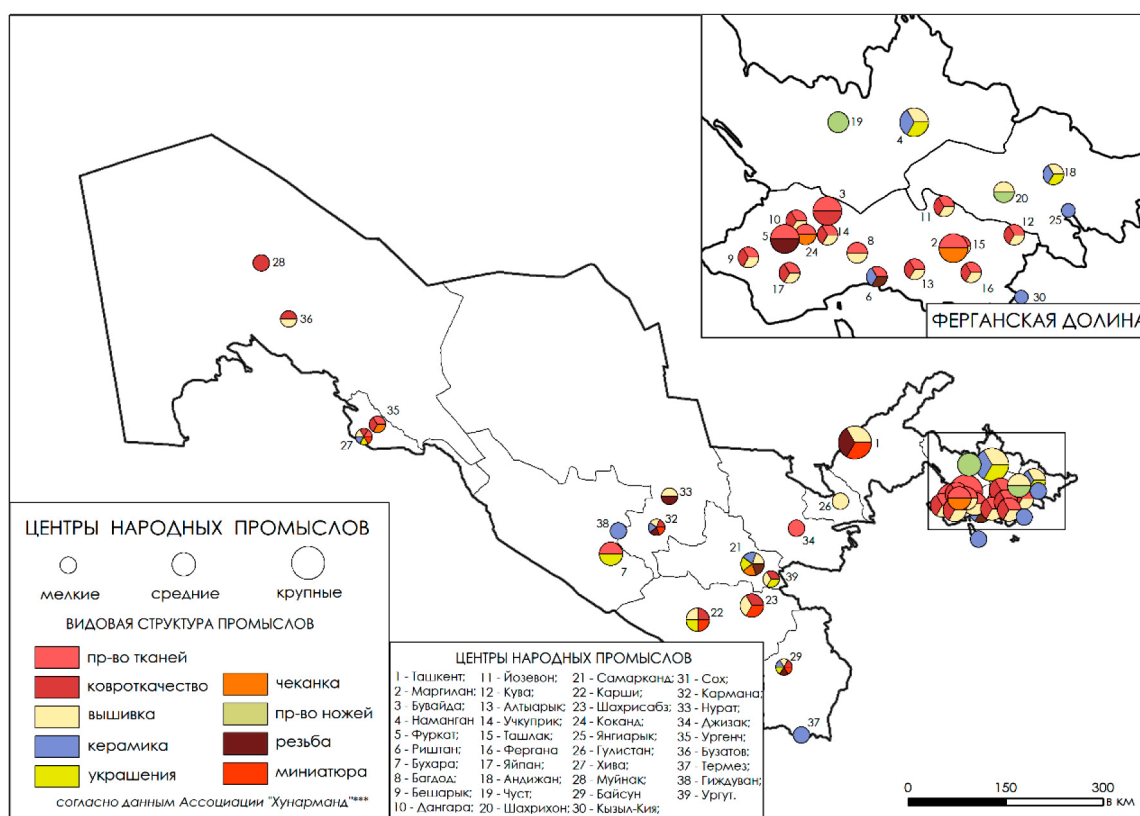 19
4
18
20
25
3
10
11
12
5
14
24
8
2
15
9
17
6
13
16
30
ФЕРГАНСКАЯ ДОЛИНА
28
36
35
27
1
33
26
32
38
34
7
21
39
23
22
29
37
ЦЕНТРЫ НАРОДНЫХ ПРОМЫСЛОВ
мелкие средние крупные
ВИДОВАЯ СТРУКТУРА ПРОМЫСЛОВ
пр-во тканей
ковроткачество
вышивка
керамика
украшения
чеканка
пр-во ножей
резьба
миниатюра
согласно данным Ассоциации "Хунарманд"***
ЦЕНТРЫ НАРОДНЫХ ПРОМЫСЛОВ
1 - Ташкент; 11 - Йозевон; 21 - Самарканд; 31 - Сох;
2 - Маргилан; 12 - Кува; 22 - Карши; 32 - Кармана;
3 - Бувайда; 13 - Алтыарык; 23 - Шахрисабз; 33 - Нурат;
4 - Наманган 14 - Учкуприк; 24 - Коканд; 34 - Джизак;
5 - Фуркат; 15 - Ташлак; 25 - Янгиарык; 35 - Ургенч;
6 - Риштан; 16 - Фергана 26 - Гулистан; 36 - Бузатов;
7 - Бухара; 17 - Яйпан; 27 - Хива; 37 - Термез;
8 - Багдод; 18 - Андижан; 28 - Муйнак; 38 - Гиждуван;
9 - Бешарык; 19 - Чуст; 29 - Байсун 39 - Ургут.
10 - Дангара; 20 - Шахрихон; 30 - Кызыл-Кия;
0 150 300
в км